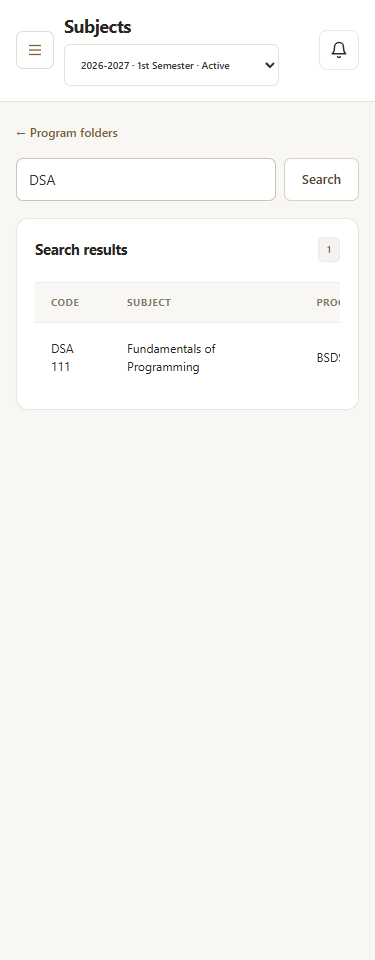 Subjects
2026-2027 · 1st Semester · Active
← Program folders
DSA
Search
Search results
1
CODE SUBJECT
DSA 111
Fundamentals of
Programming